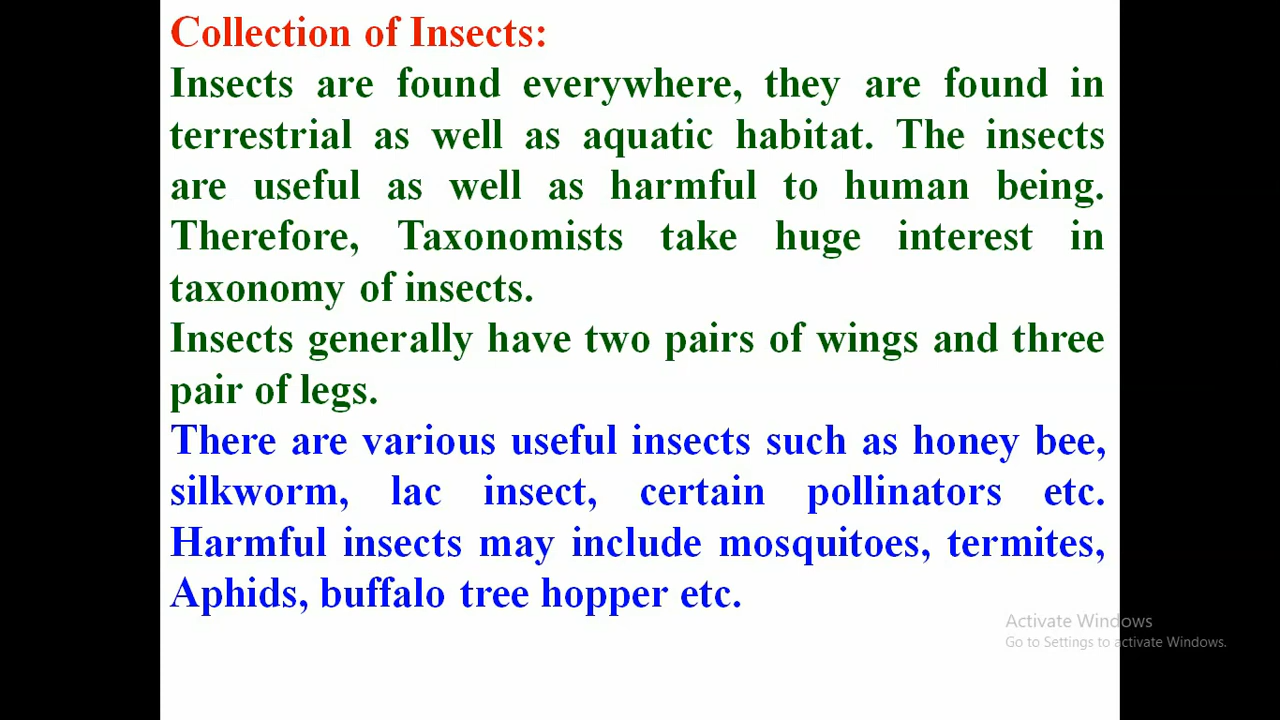 Collection of Insects:
Insects are found everywhere, they are found in
terrestrial as well as aquatic habitat. The insects
are useful as well as harmful to human being.
Therefore, Taxonomists take huge interest in
taxonomy of insects.
Insects generally have two pairs of wings and three
pair of legs.
There are various useful insects such as honey bee,
silkworm, lac insect, certain pollinators etc.
Harmful insects may include mosquitoes, termites,
Aphids, buffalo tree hopper etc.
Activate Windows
Go to Settings to activate Windows.